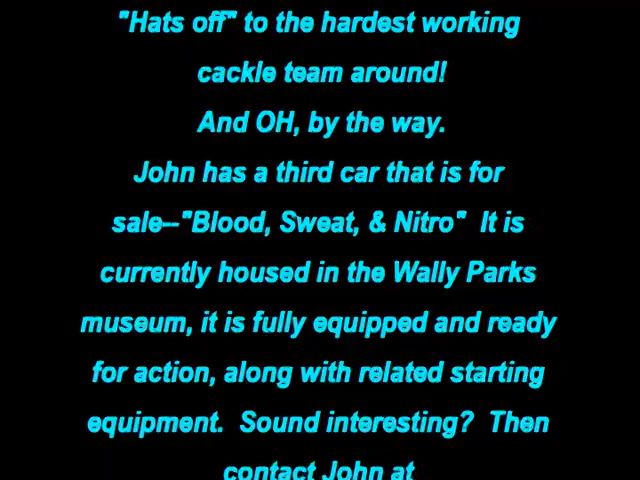 "Hats off" to the hardest working
cackle team around!
And OH, by the way.
John has a third car that is for
sale--"Blood, Sweat, & Nitro"  It is
currently housed in the Wally Parks
museum, it is fully equipped and ready
for action, along with related starting
equipment.  Sound interesting?  Then
contact John at